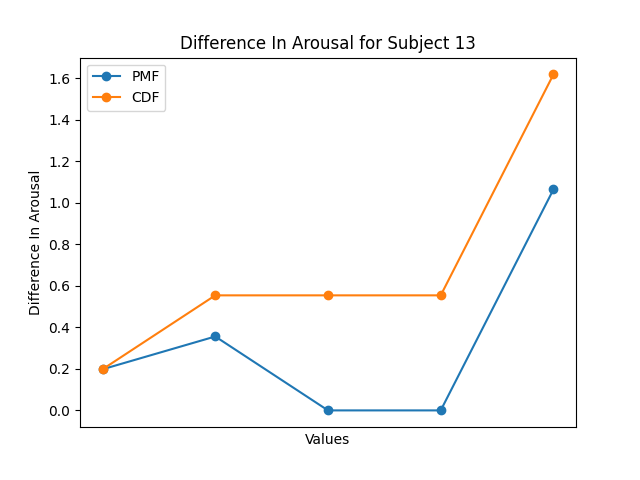 Difference In Arousal for Subject 13
PMF
CDF
1.6
1.4
1.2
1.0
0.8
0.6
0.4
0.2
0.0
Difference In Arousal
Values